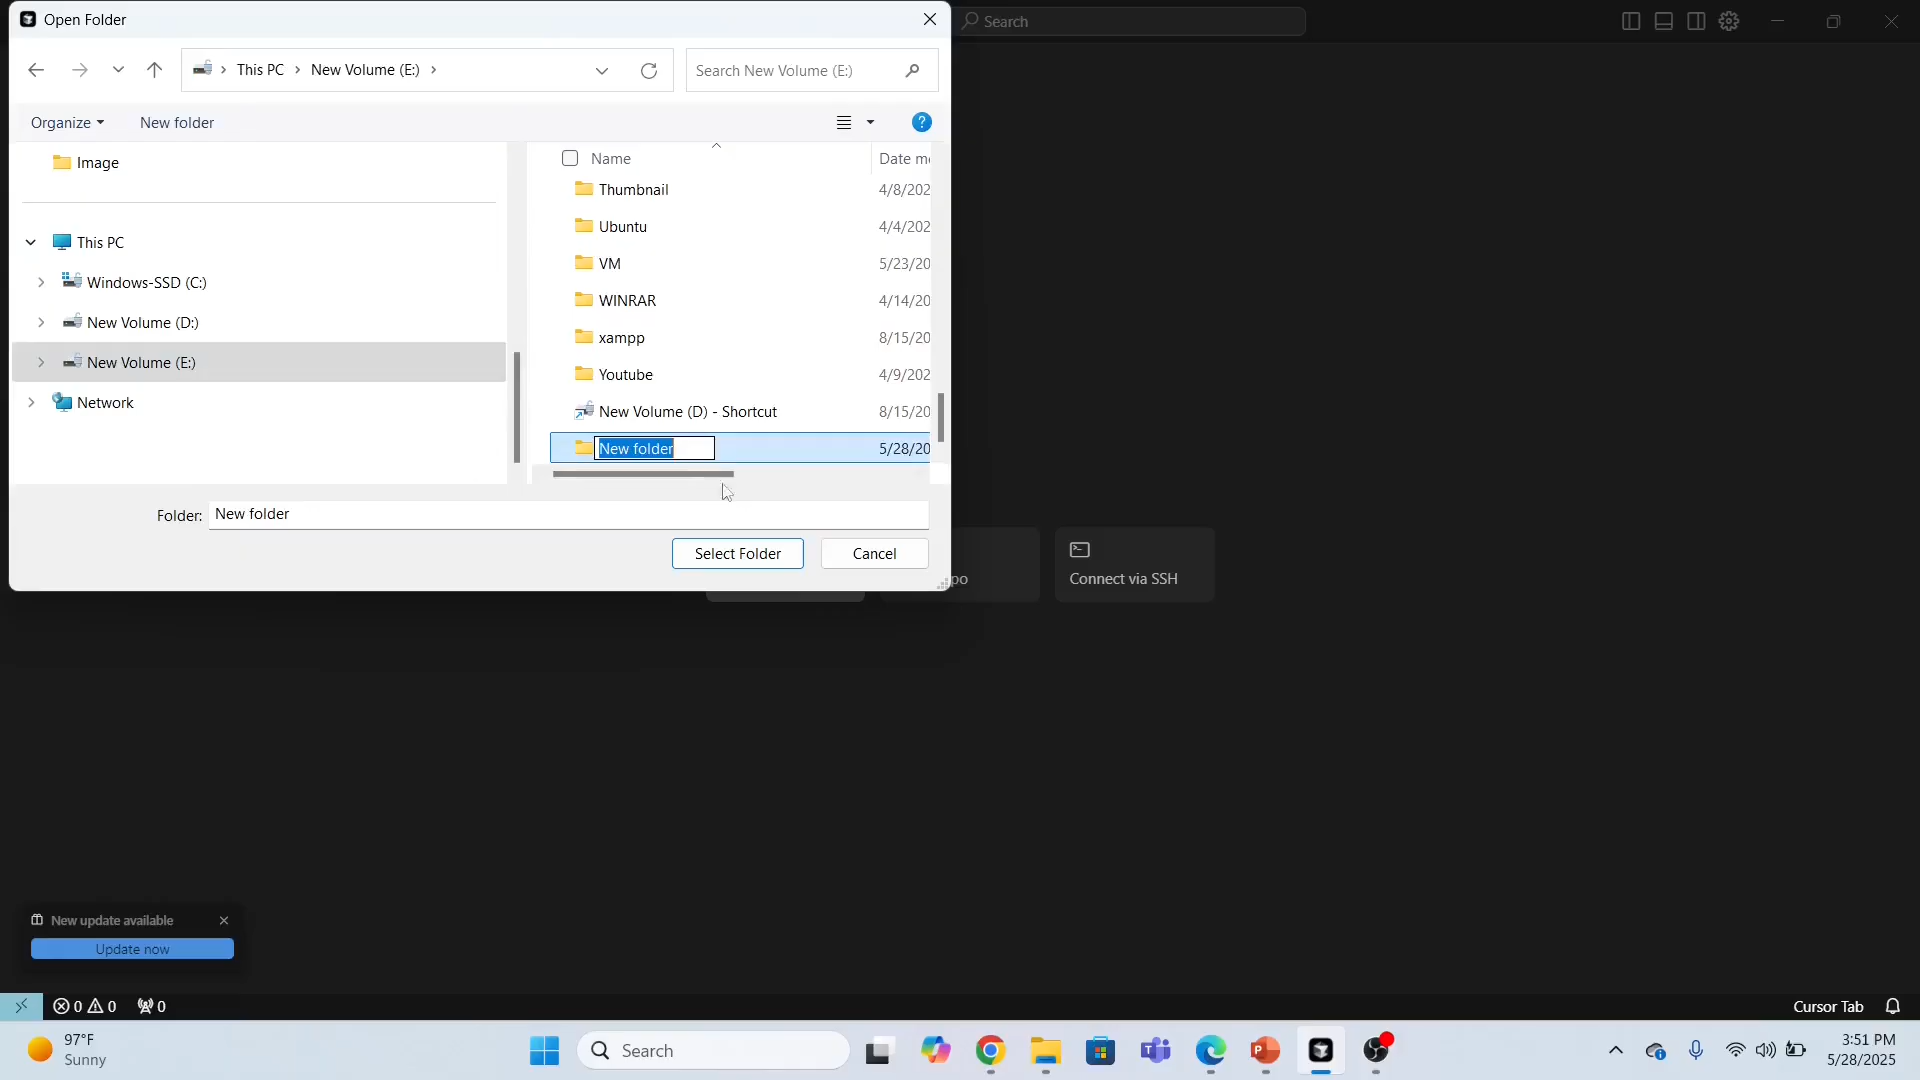 Open Folder
Search
This PC
New Volume (E:)
Search New Volume (E:)
Organize
New folder
Image
This PC
Windows-SSD (C:)
New Volume (D:)
New Volume (E:)
Network
Name
Date m
Thumbnail
4/8/202
Ubuntu
4/4/202
VM
5/23/20
WINRAR
4/14/20
xampp
8/15/20
Youtube
4/9/202
New Volume (D) - Shortcut
8/15/20
New folder
5/28/20
Folder:
New folder
Select Folder
Cancel
po
Connect via SSH
New update available
Update now
0
0
0
Cursor Tab
97°F
Sunny
Search
3:51 PM
5/28/2025